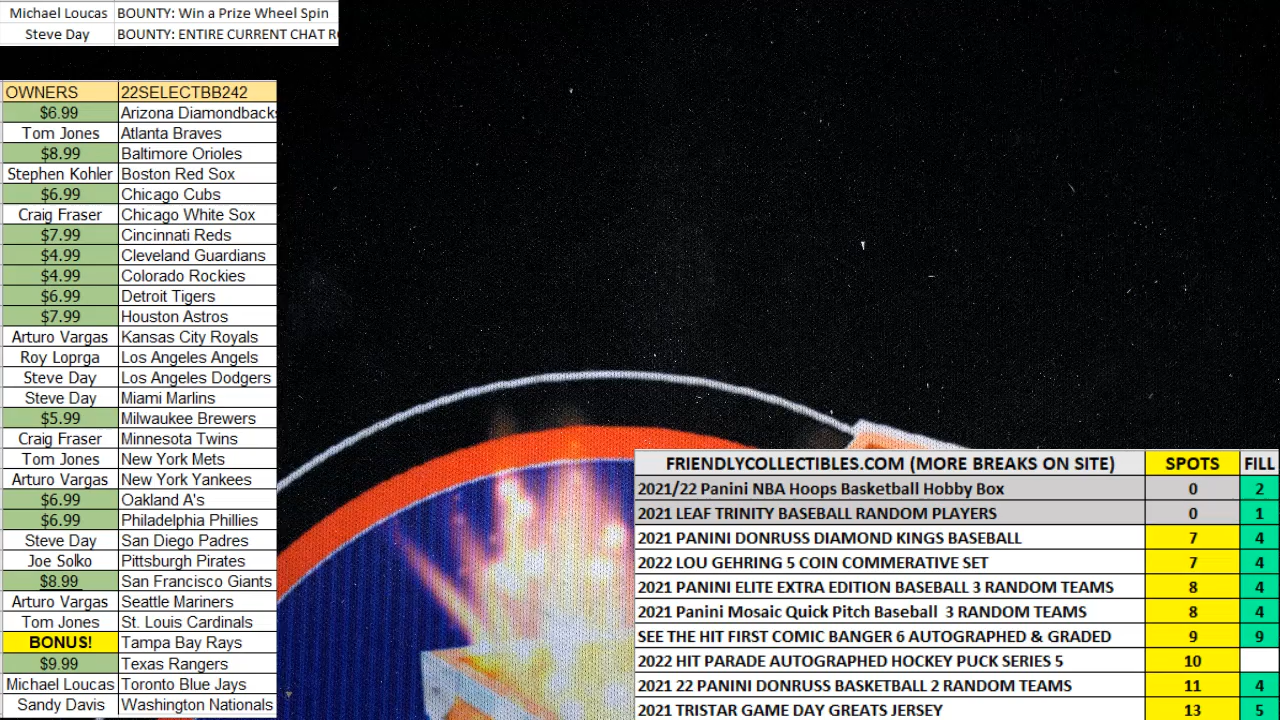 Michael Loucas BOUNTY: Win a Prize Wheel Spin
Steve Day BOUNTY: ENTIRE CURRENT CHAT
OWNERS 22SELECTBB242
$6.99 Arizona Diamondbacks
Tom Jones Atlanta Braves
$8.99 Baltimore Orioles
Stephen Kohler Boston Red Sox
$6.99 Chicago Cubs
Craig Fraser Chicago White Sox
$7.99 Cincinnati Reds
$4.99 Cleveland Guardians
$4.99 Colorado Rockies
$6.99 Detroit Tigers
$7.99 Houston Astros
Arturo Vargas Kansas City Royals
Roy Loprga Los Angeles Angels
Steve Day Los Angeles Dodgers
Steve Day Miami Marlins
$5.99 Milwaukee Brewers
Craig Fraser Minnesota Twins
Tom Jones New York Mets
Arturo Vargas New York Yankees
$6.99 Oakland A's
$6.99 Philadelphia Phillies
Steve Day San Diego Padres
Joe Solko Pittsburgh Pirates
$8.99 San Francisco Giants
Arturo Vargas Seattle Mariners
Tom Jones St. Louis Cardinals
BONUS! Tampa Bay Rays
$9.99 Texas Rangers
Michael Loucas Toronto Blue Jays
Sandy Davis Washington Nationals
FRIENDLYCOLLECTIBLES.COM (MORE BREAKS ON SITE) SPOTS FILL
2021/22 Panini NBA Hoops Basketball Hobby Box 0 2
2021 LEAF TRINITY BASEBALL RANDOM PLAYERS 0 1
2021 PANINI DONRUSS DIAMOND KINGS BASEBALL 7 4
2022 LOU GEHRING 5 COIN COMMERATIVE SET 7 4
2021 PANINI ELITE EXTRA EDITION BASEBALL 3 RANDOM TEAMS 8 4
2021 Panini Mosaic Quick Pitch Baseball 3 RANDOM TEAMS 8 4
SEE THE HIT FIRST COMIC BANGER 6 AUTOGRAPHED & GRADED 9 9
2022 HIT PARADE AUTOGRAPHED HOCKEY PUCK SERIES 5 10
2021 22 PANINI DONRUSS BASKETBALL 2 RANDOM TEAMS 11 4
2021 TRISTAR GAME DAY GREATS JERSEY 13 5